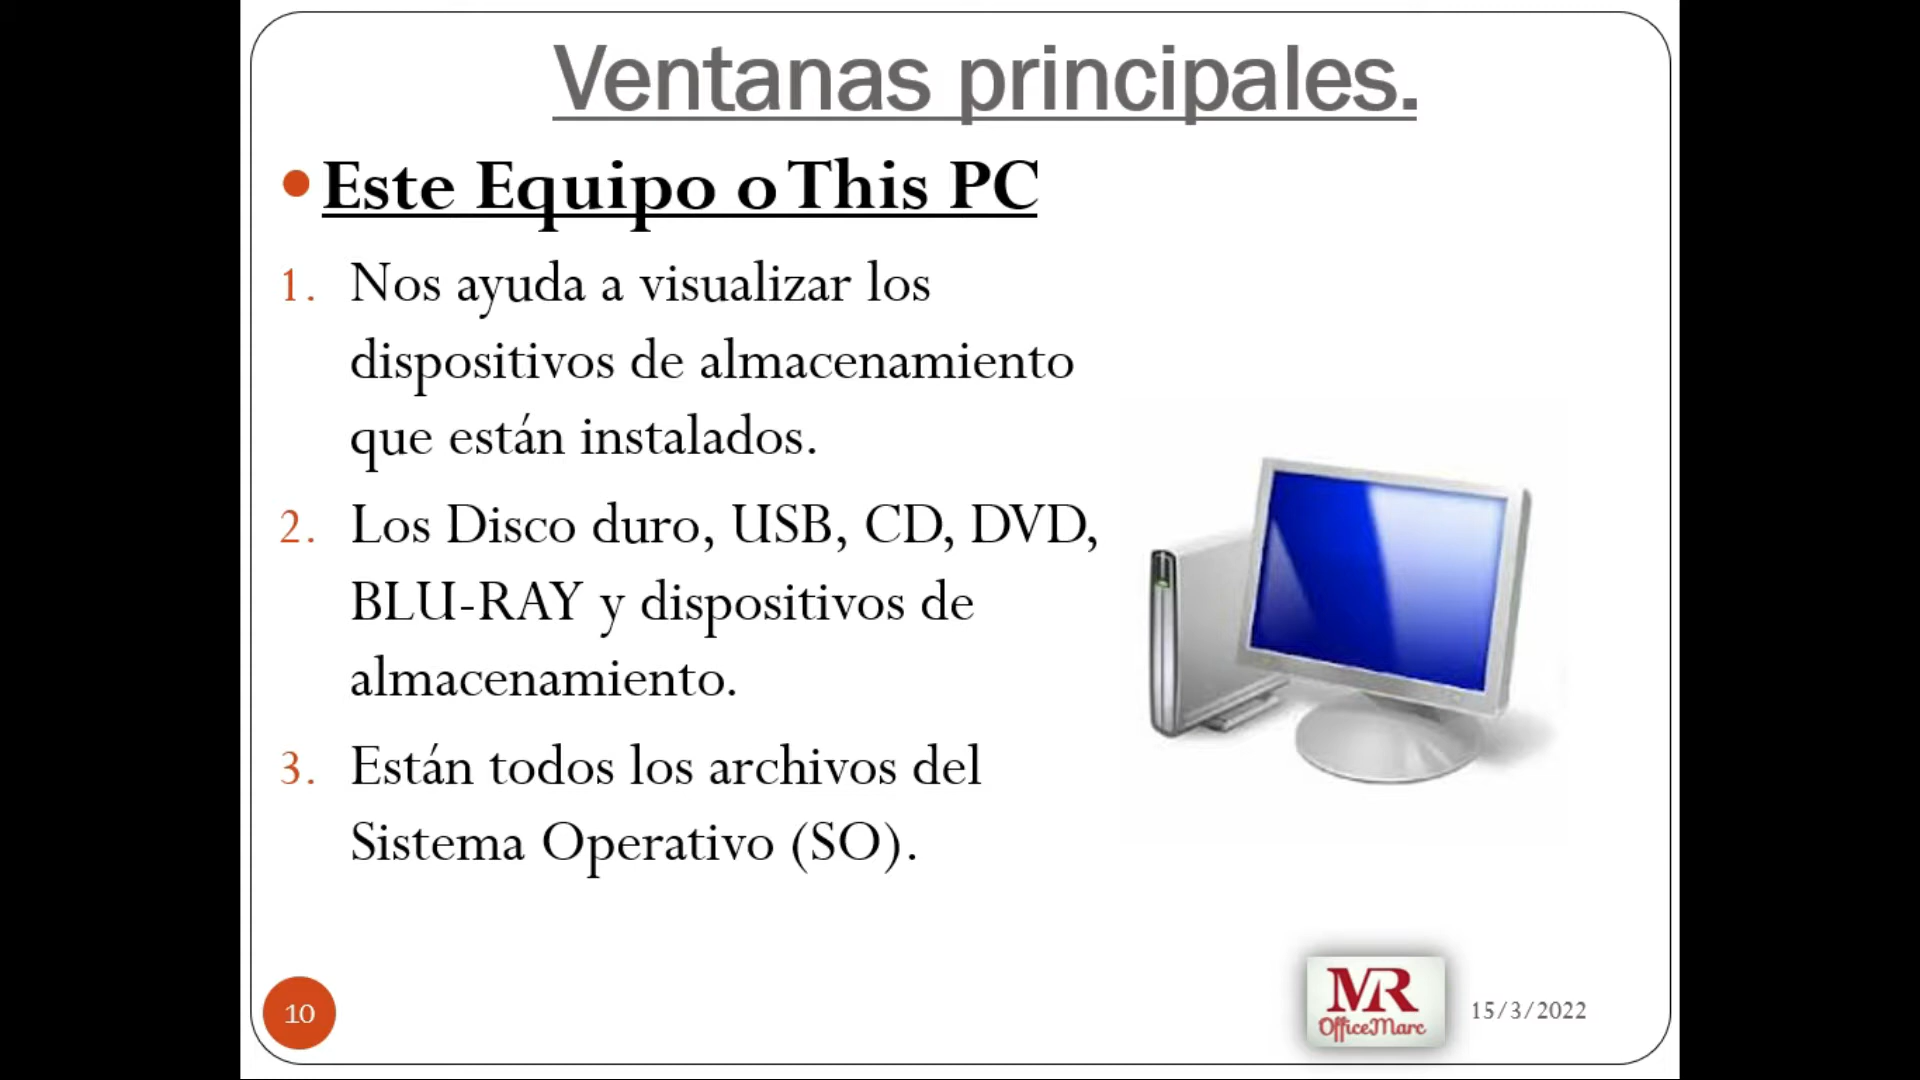 Ventanas principales.
• Este Equipo o This PC
1. Nos ayuda a visualizar los
dispositivos de almacenamiento
que están instalados.
2. Los Disco duro, USB, CD, DVD,
BLU-RAY y dispositivos de
almacenamiento.
3. Están todos los archivos del
Sistema Operativo (SO).
10
MR
OfficeMarc
15/3/2022